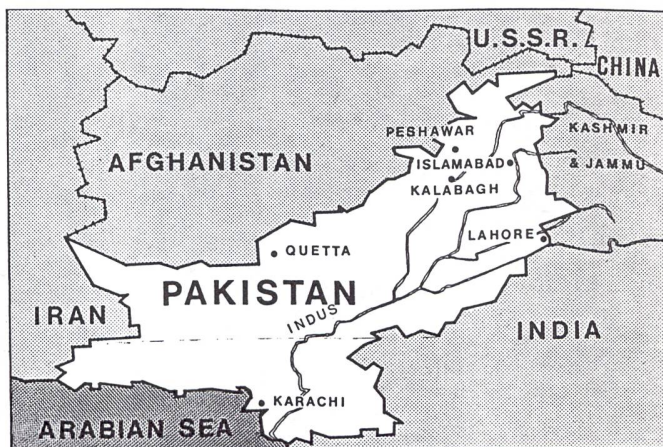 U.S.S.R.
CHINA
PESHAWAR
KASHMIR
AFGHANISTAN
ISLAMABAD
& JAMMU
KALABAGH
LAHORE
QUETTA
PAKISTAN
INDUS
IRAN
INDIA
KARACHI
ARABIAN SEA